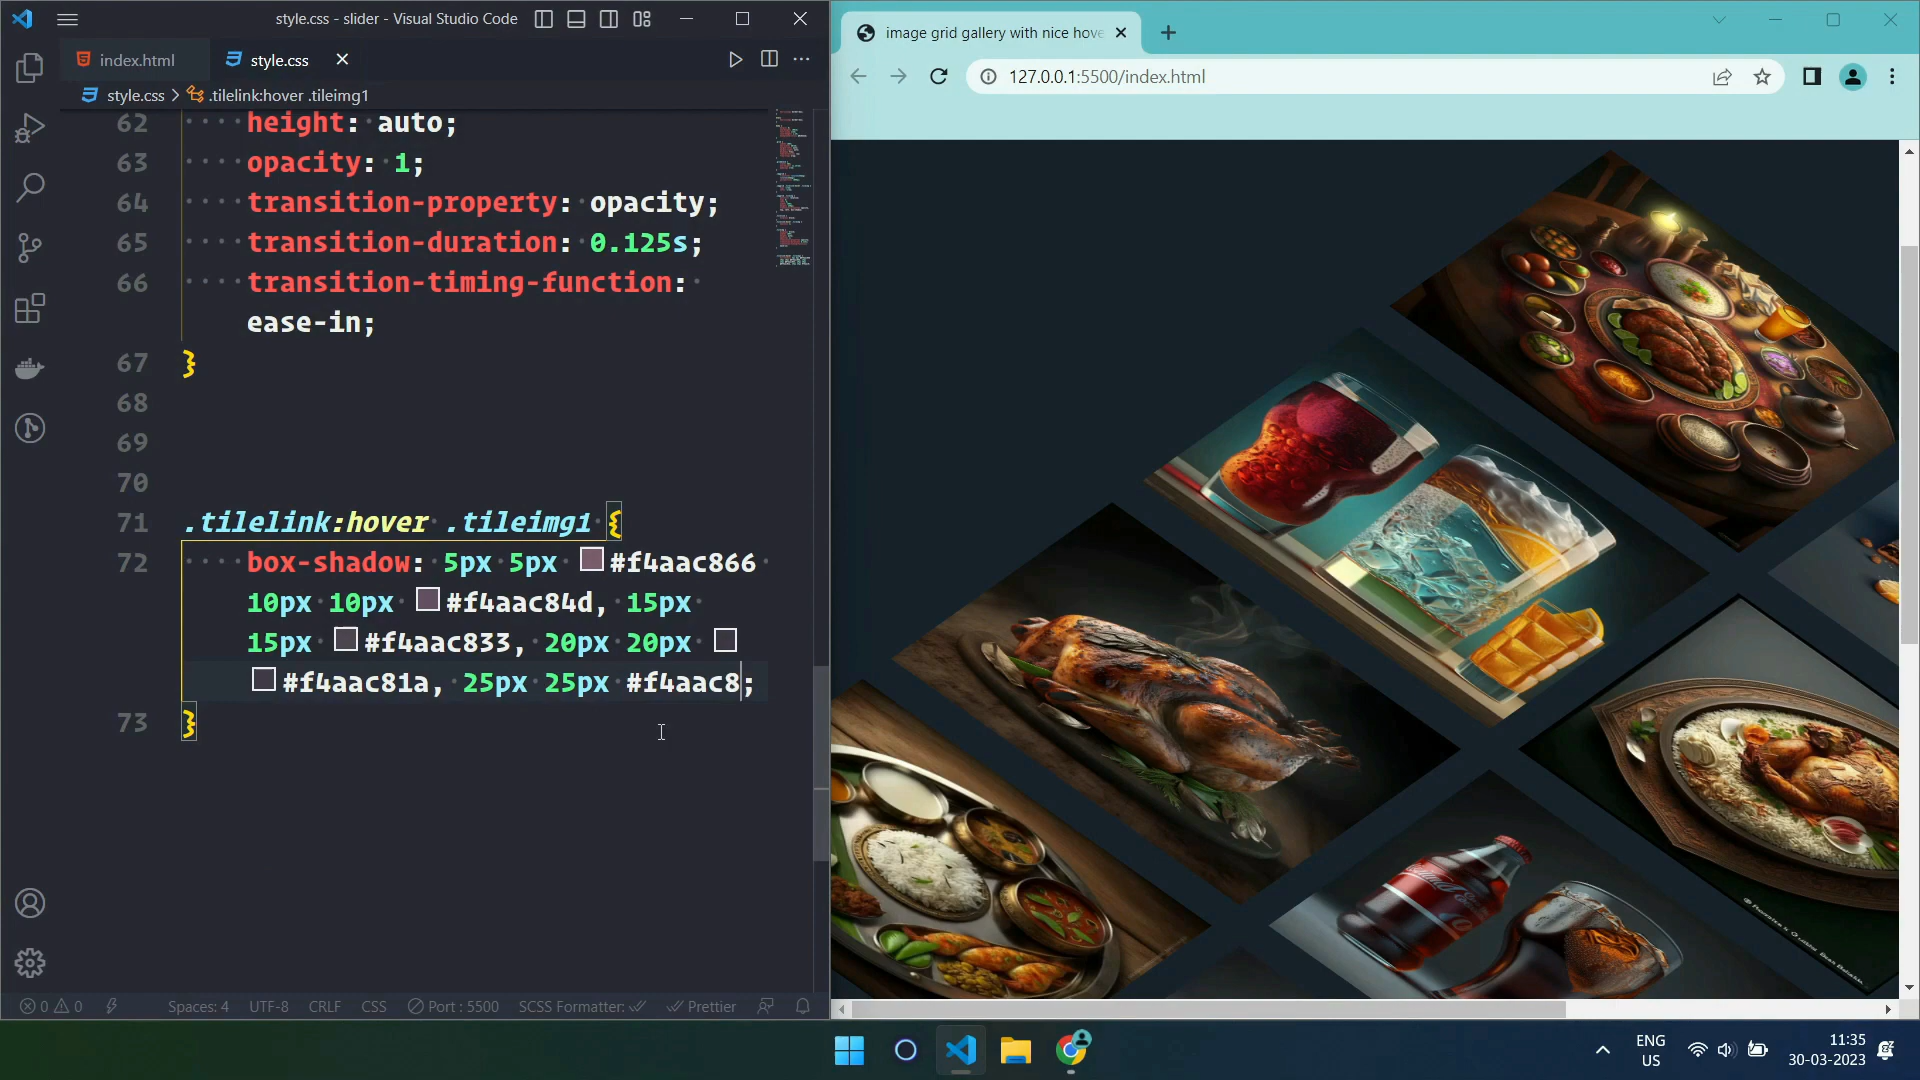 style.css - slider - Visual Studio Code
index.html
style.css
style.css > .tilelink:hover .tileimg1
62 height: auto;
63 opacity: 1;
64 transition-property: opacity;
65 transition-duration: 0.125s;
66 transition-timing-function:
ease-in;
67 }
68
69
70
71 .tilelink:hover .tileimg1 {
72 box-shadow: 5px 5px #f4aac866
10px 10px #f4aac84d, 15px
15px #f4aac833, 20px 20px
#f4aac81a, 25px 25px #f4aac8;
73 }
0 0
Spaces: 4
UTF-8
CRLF
CSS
Port : 5500
SCSS Formatter:
Prettier
image grid gallery with nice hove
127.0.0.1:5500/index.html
ENG
US
11:35
30-03-2023